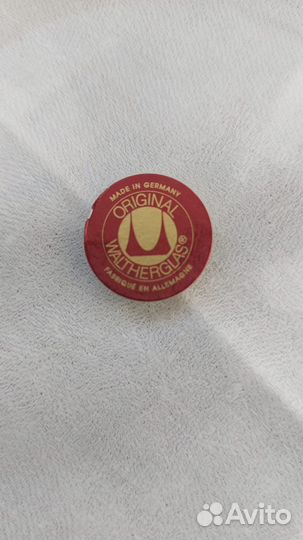 MADE IN GERMANY
ORIGINAL
WALTHERGLAS®
FABRIQUÉ EN ALLEMAGNE
Avito